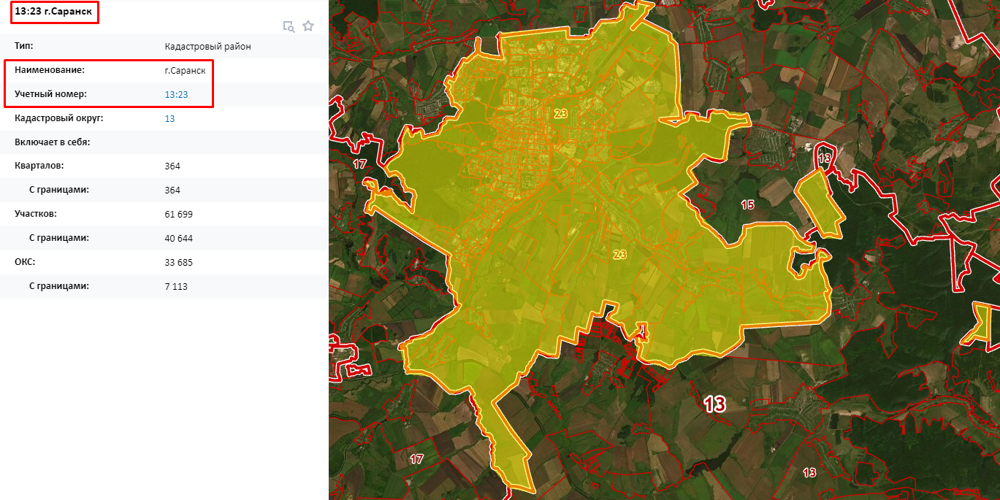 13:23 г.Саранск
Тип: Кадастровый район
Наименование: г.Саранск
Учетный номер: 13:23
Кадастровый округ: 13
Включает в себя:
Кварталов: 364
С границами: 364
Участков: 61 699
С границами: 40 644
ОКС: 33 685
С границами: 7 113
23
17
13
15
23
13
17
13